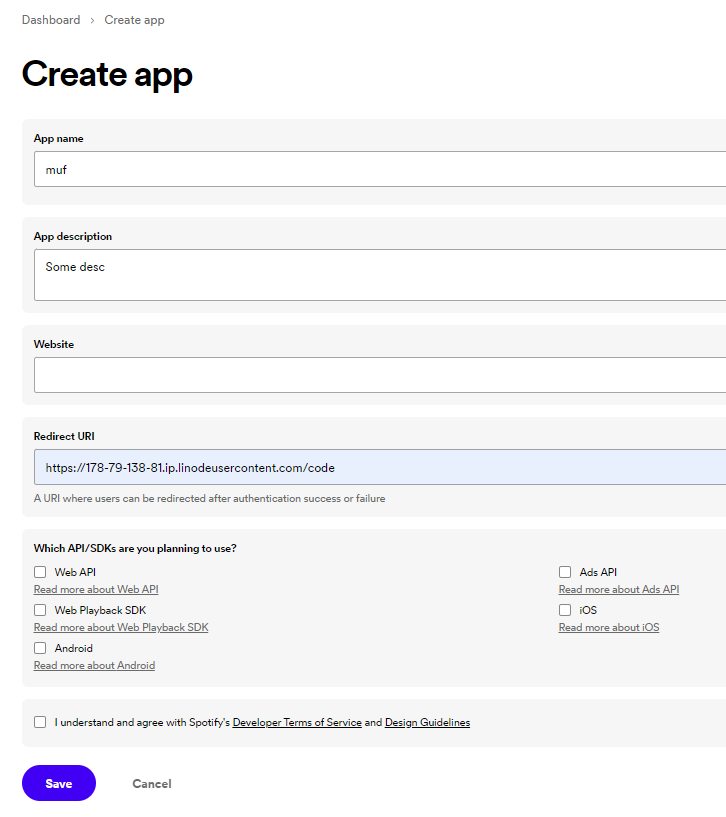 Dashboard > Create app
Create app
App name
muf
App description
Some desc
Website
Redirect URI
https://178-79-138-81.ip.linodeusercontent.com/code
A URI where users can be redirected after authentication success or failure
Which API/SDKs are you planning to use?
Web API
Read more about Web API
Web Playback SDK
Read more about Web Playback SDK
Android
Read more about Android
Ads API
Read more about Ads API
iOS
Read more about iOS
I understand and agree with Spotify's Developer Terms of Service and Design Guidelines
Save Cancel